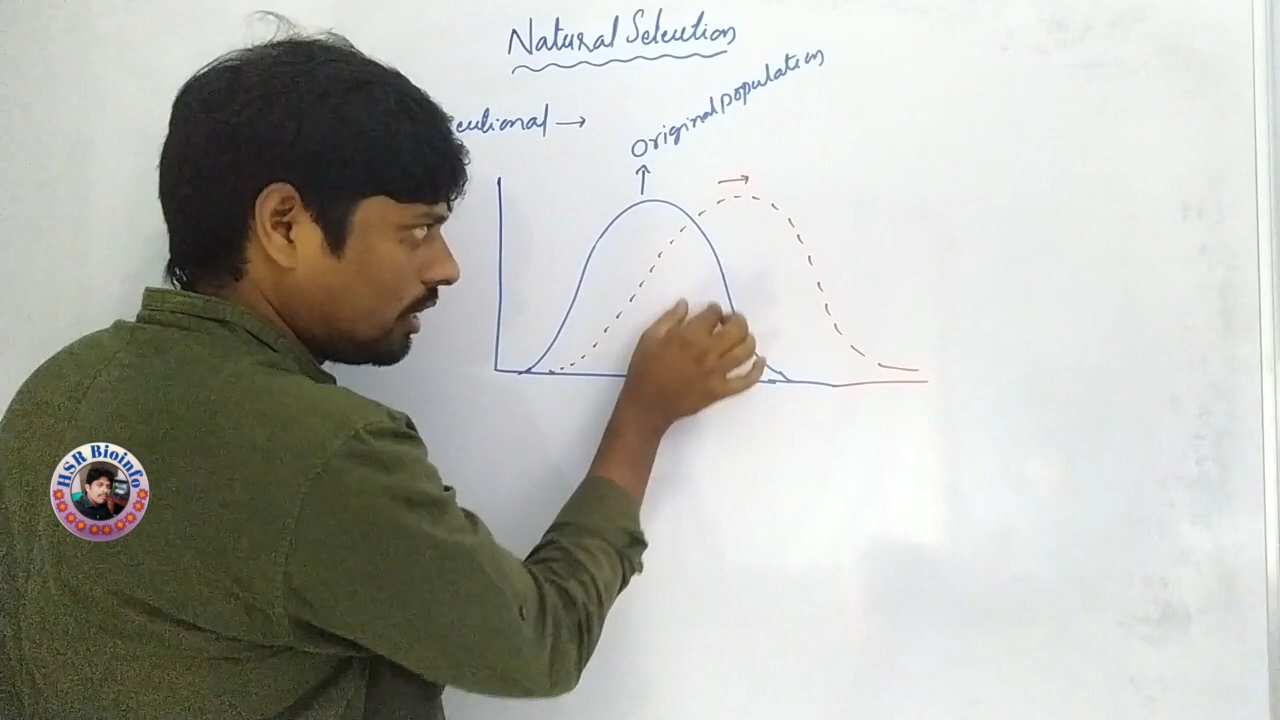 Natural Selection
ectional →
Original population
HSR Bioinfo